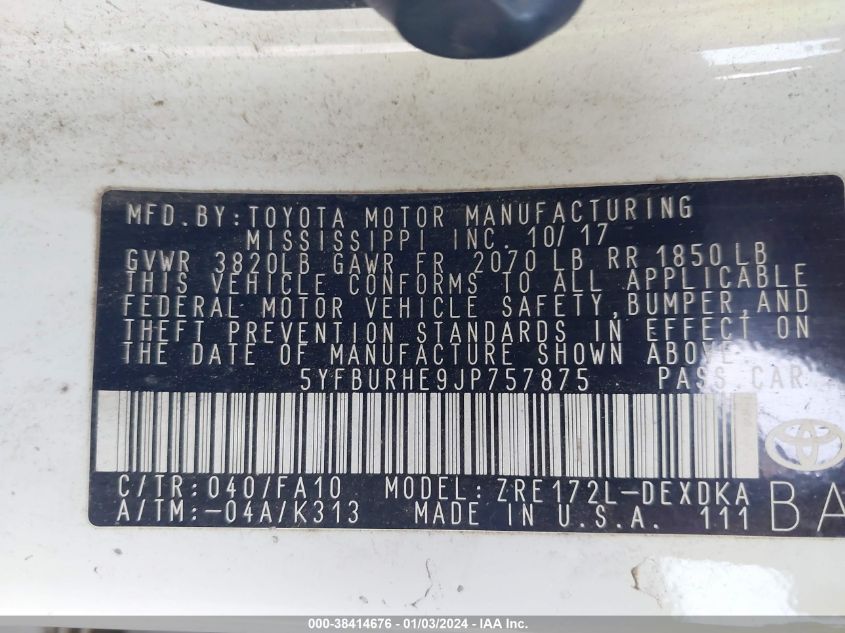 MFD.BY:TOYOTA MOTOR MANUFACTURING
MISSISSIPPI INC. 10/17
GVWR 3820LB GAWR FR 2070 LB RR 1850 LB
THIS VEHICLE CONFORMS TO ALL APPLICABLE
FEDERAL MOTOR VEHICLE SAFETY,BUMPER,AND
THEFT PREVENTION STANDARDS IN EFFECT ON
THE DATE OF MANUFACTURE SHOWN ABOVE.
5YFBURHE9JP757875 PASS CAR
C/TR:040/FA10 MODEL:ZRE172L-DEXDKA
A/TM:-04A/K313 MADE IN U.S.A. 111 BA
000-38414676 - 01/03/2024 - IAA Inc.